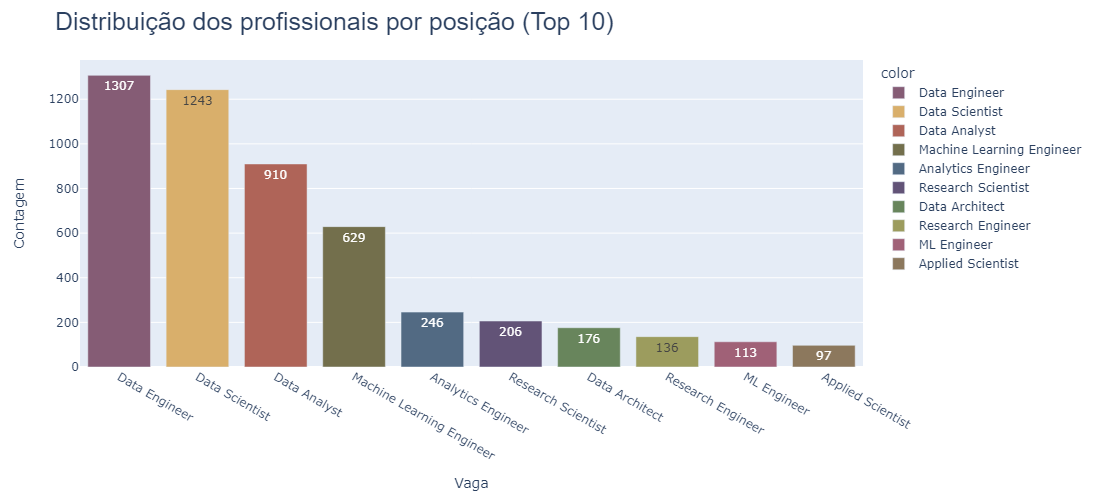 Distribuição dos profissionais por posição (Top 10)
color
Data Engineer
Data Scientist
Data Analyst
Machine Learning Engineer
Analytics Engineer
Research Scientist
Data Architect
Research Engineer
ML Engineer
Applied Scientist
Contagem
1200
1000
800
600
400
200
0
1307
1243
910
629
246
206
176
136
113
97
Data Engineer
Data Scientist
Data Analyst
Machine Learning Engineer
Analytics Engineer
Research Scientist
Data Architect
Research Engineer
ML Engineer
Applied Scientist
Vaga